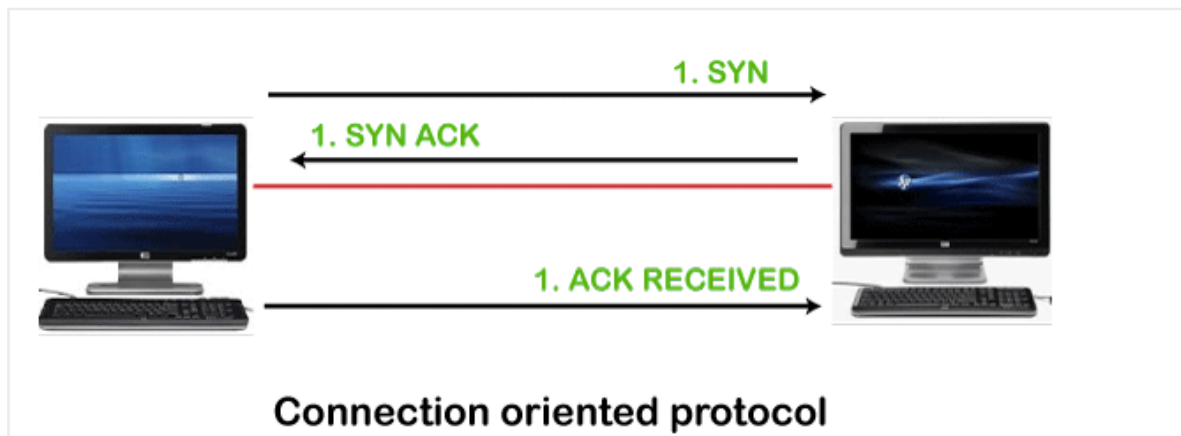 1. SYN
1. SYN ACK
1. ACK RECEIVED
Connection oriented protocol